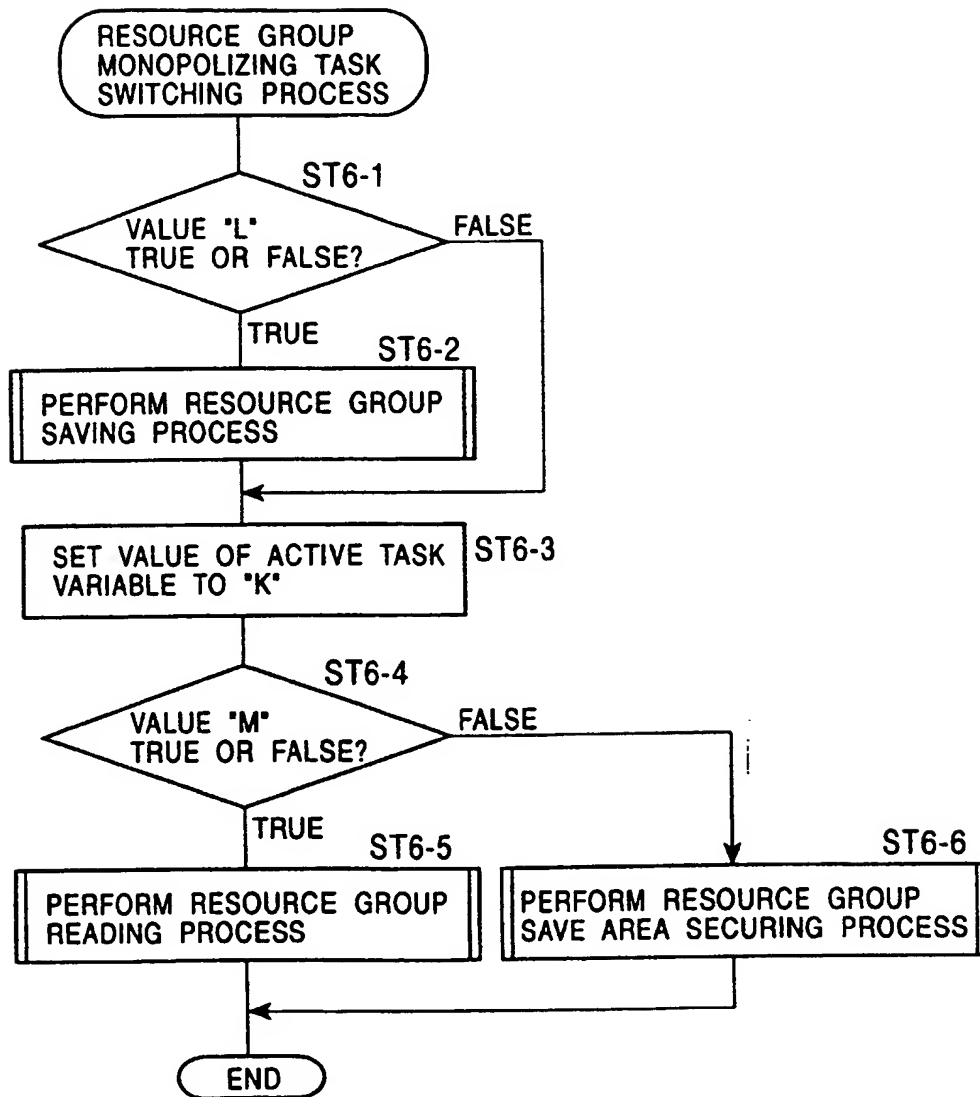 RESOURCE GROUP
MONOPOLIZING TASK
SWITCHING PROCESS
ST6-1
VALUE "L"
TRUE OR FALSE?
FALSE
TRUE
ST6-2
PERFORM RESOURCE GROUP
SAVING PROCESS
SET VALUE OF ACTIVE TASK
VARIABLE TO "K"
ST6-3
ST6-4
VALUE "M"
TRUE OR FALSE?
FALSE
TRUE
ST6-5
PERFORM RESOURCE GROUP
READING PROCESS
ST6-6
PERFORM RESOURCE GROUP
SAVE AREA SECURING PROCESS
END